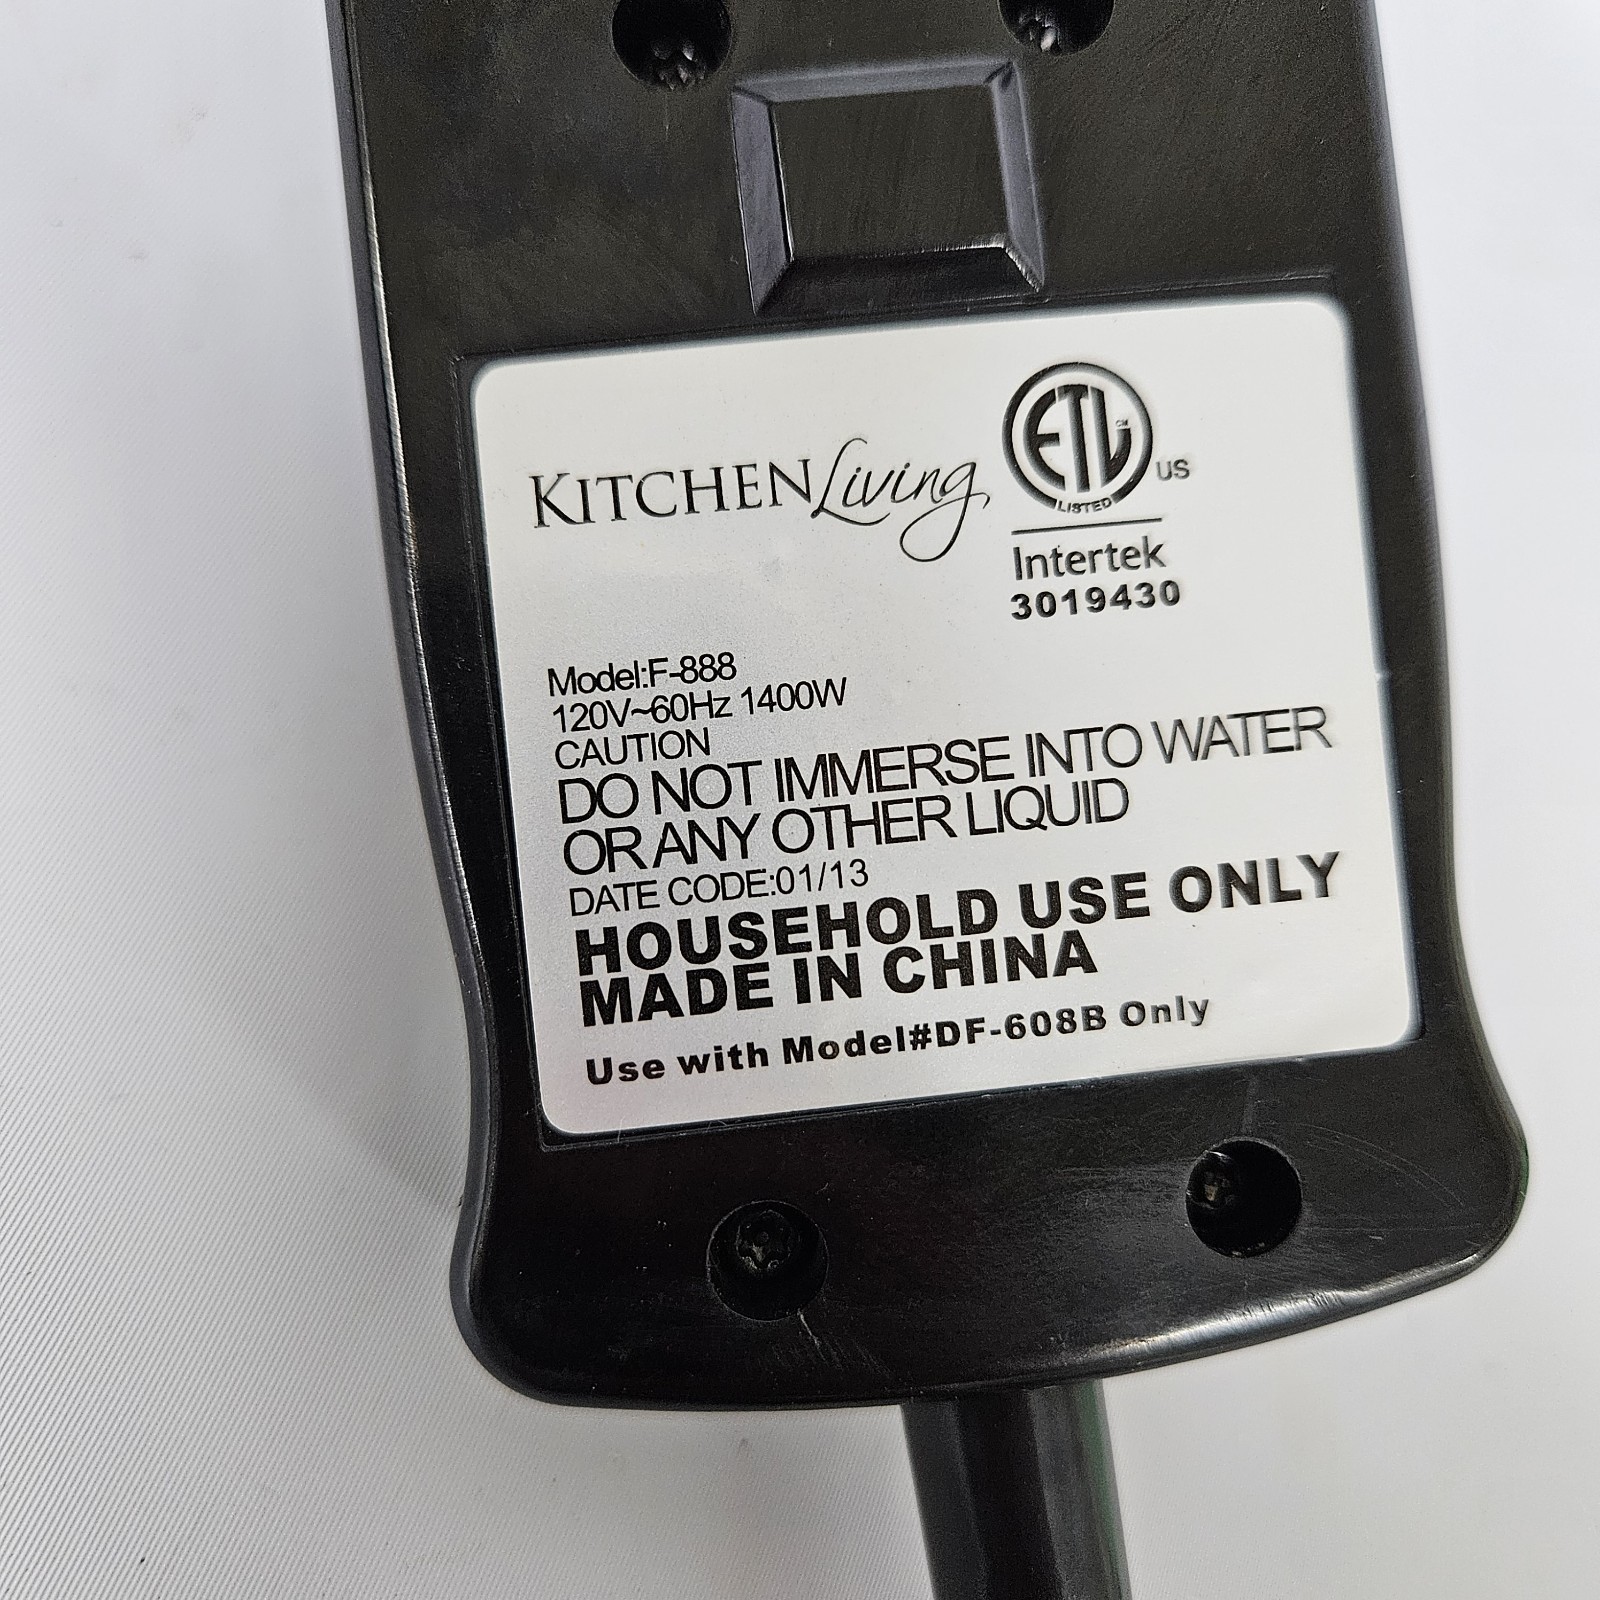 KITCHEN Living
ETL CM
LISTED
US
Intertek
3019430
Model:F-888
120V~60Hz 1400W
CAUTION
DO NOT IMMERSE INTO WATER
OR ANY OTHER LIQUID
DATE CODE:01/13
HOUSEHOLD USE ONLY
MADE IN CHINA
Use with Model#DF-608B Only